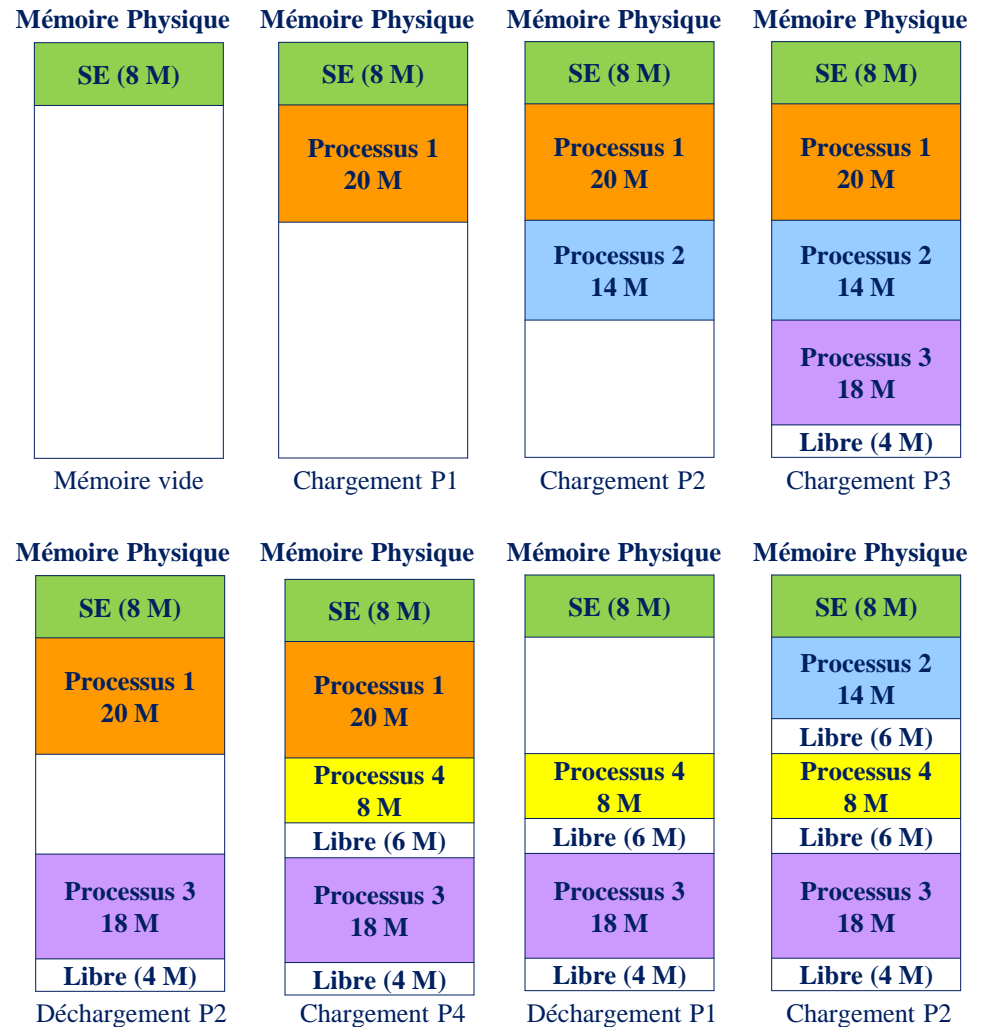 Mémoire Physique
SE (8 M)
Mémoire vide
Mémoire Physique
SE (8 M)
Processus 1
20 M
Chargement P1
Mémoire Physique
SE (8 M)
Processus 1
20 M
Processus 2
14 M
Chargement P2
Mémoire Physique
SE (8 M)
Processus 1
20 M
Processus 2
14 M
Processus 3
18 M
Libre (4 M)
Chargement P3
Mémoire Physique
SE (8 M)
Processus 1
20 M
Processus 3
18 M
Libre (4 M)
Déchargement P2
Mémoire Physique
SE (8 M)
Processus 1
20 M
Processus 4
8 M
Libre (6 M)
Processus 3
18 M
Libre (4 M)
Chargement P4
Mémoire Physique
SE (8 M)
Processus 4
8 M
Libre (6 M)
Processus 3
18 M
Libre (4 M)
Déchargement P1
Mémoire Physique
SE (8 M)
Processus 2
14 M
Libre (6 M)
Processus 4
8 M
Libre (6 M)
Processus 3
18 M
Libre (4 M)
Chargement P2